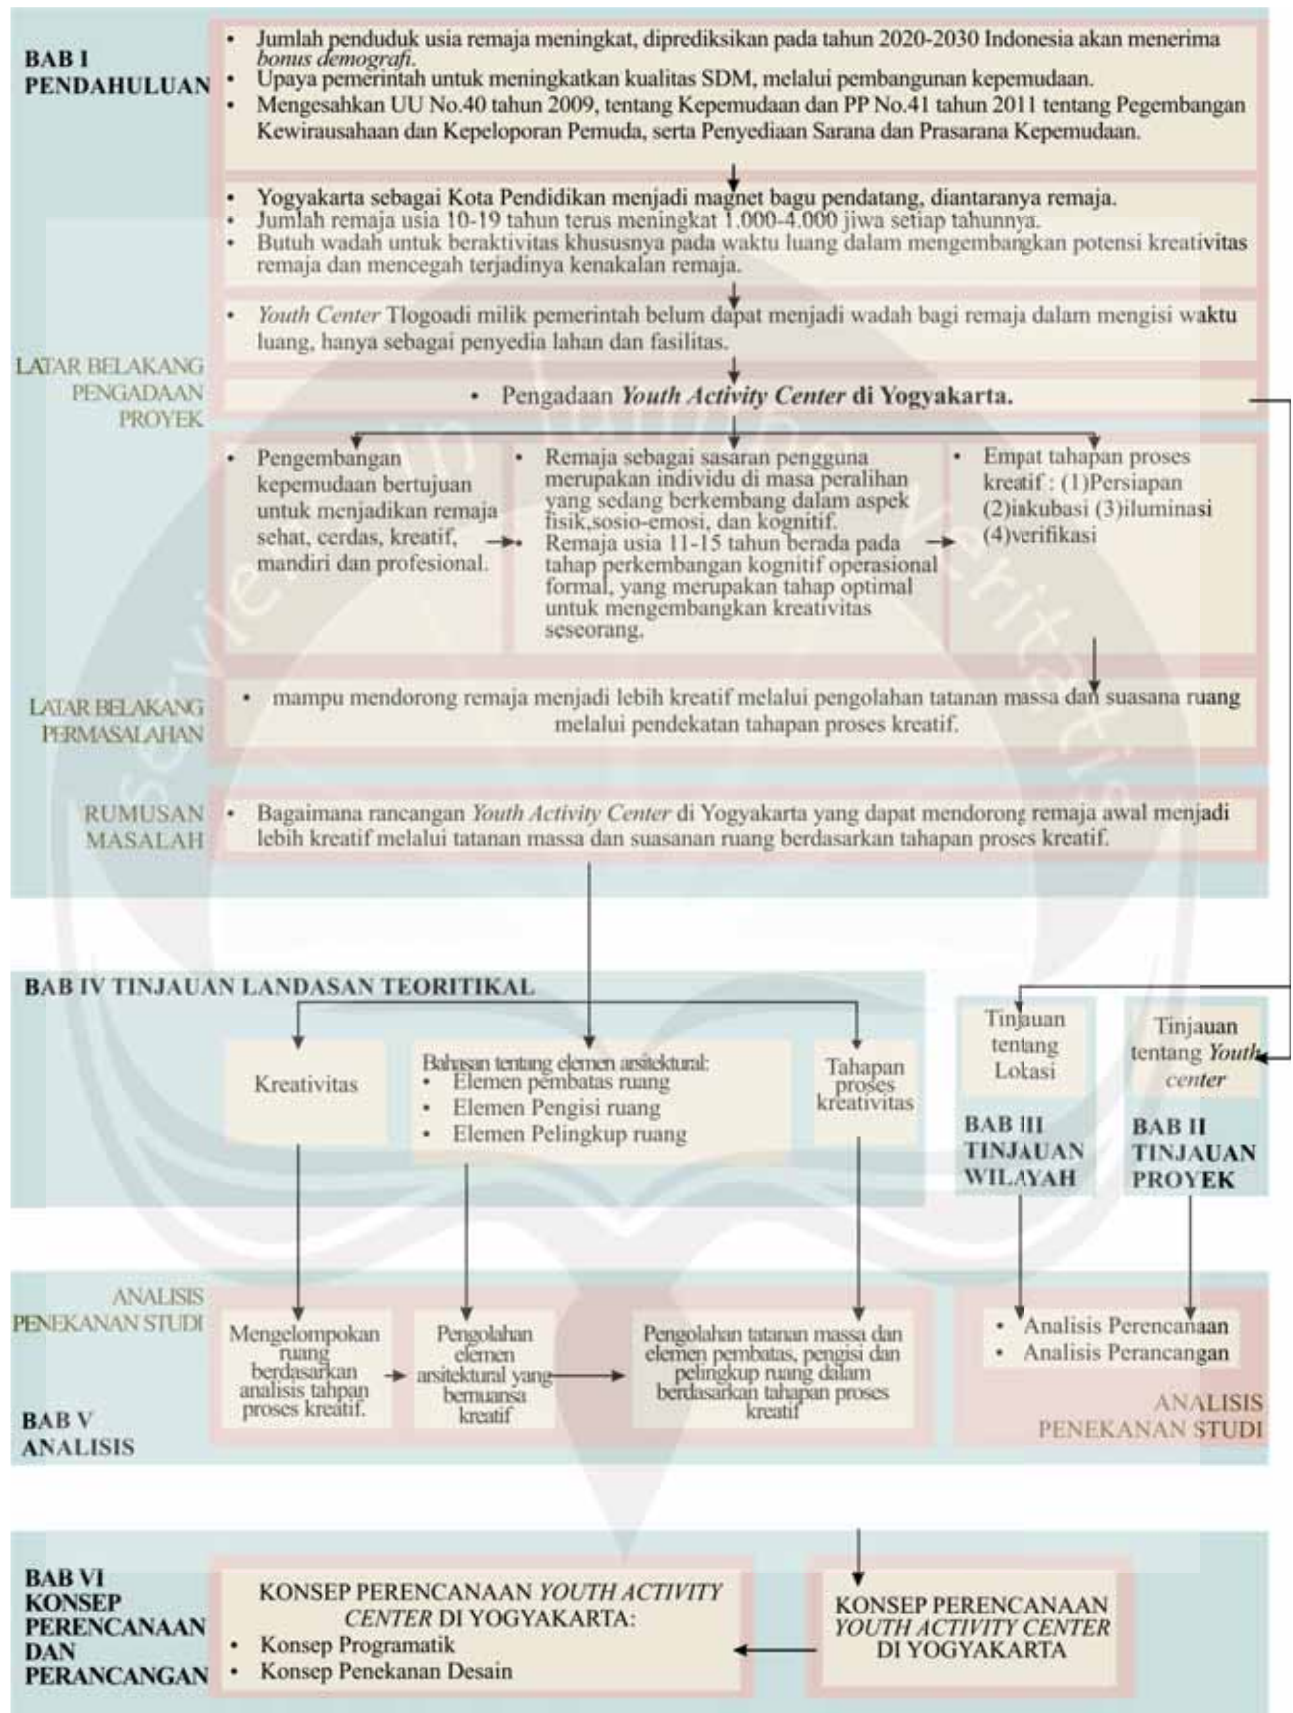 BAB I
PENDAHULUAN
• Jumlah penduduk usia remaja meningkat, diprediksikan pada tahun 2020-2030 Indonesia akan menerima
bonus demografi.
• Upaya pemerintah untuk meningkatkan kualitas SDM, melalui pembangunan kepemudaan.
• Mengesahkan UU No.40 tahun 2009, tentang Kepemudaan dan PP No.41 tahun 2011 tentang Pegembangan
Kewirausahaan dan Kepeloporan Pemuda, serta Penyediaan Sarana dan Prasarana Kepemudaan.
• Yogyakarta sebagai Kota Pendidikan menjadi magnet bagu pendatang, diantaranya remaja.
• Jumlah remaja usia 10-19 tahun terus meningkat 1.000-4.000 jiwa setiap tahunnya.
• Butuh wadah untuk beraktivitas khususnya pada waktu luang dalam mengembangkan potensi kreativitas
remaja dan mencegah terjadinya kenakalan remaja.
• Youth Center Tlogoadi milik pemerintah belum dapat menjadi wadah bagi remaja dalam mengisi waktu
luang, hanya sebagai penyedia lahan dan fasilitas.
LATAR BELAKANG
PENGADAAN
PROYEK
• Pengadaan Youth Activity Center di Yogyakarta.
• Pengembangan
kepemudaan bertujuan
untuk menjadikan remaja
sehat, cerdas, kreatif,
mandiri dan profesional.
• Remaja sebagai sasaran pengguna
merupakan individu di masa peralihan
yang sedang berkembang dalam aspek
fisik,sosio-emosi, dan kognitif.
• Remaja usia 11-15 tahun berada pada
tahap perkembangan kognitif operasional
formal, yang merupakan tahap optimal
untuk mengembangkan kreativitas
seseorang.
• Empat tahapan proses
kreatif : (1)Persiapan
(2)iakubasi (3)iluminasi
(4)verifikasi
LATAR BELAKANG
PERMASALAHAN
• mampu mendorong remaja menjadi lebih kreatif melalui pengolahan tatanan massa dan suasana ruang
melalui pendekatan tahapan proses kreatif.
RUMUSAN
MASALAH
• Bagaimana rancangan Youth Activity Center di Yogyakarta yang dapat mendorong remaja awal menjadi
lebih kreatif melalui tatanan massa dan suasanan ruang berdasarkan tahapan proses kreatif.
serviens in lumine veritatis
BAB IV TINJAUAN LANDASAN TEORITIKAL
Kreativitas
Bahasan tentang elemen arsitektural:
• Elemen pembatas ruang
• Elemen Pengisi ruang
• Elemen Pelingkup ruang
Tahapan
proses
kreativitas
Tinjauan
tentang
Lokasi
BAB III
TINJAUAN
WILAYAH
Tinjauan
tentang Youth
center
BAB II
TINJAUAN
PROYEK
ANALISIS
PENEKANAN STUDI
BAB V
ANALISIS
Mengelompokan
ruang
berdasarkan
analisis tahpan
proses kreatif.
Pengolahan
elemen
arsitektural yang
bernuansa
kreatif
Pengolahan tatanan massa dan
elemen pembatas, pengisi dan
pelingkup ruang dalam
berdasarkan tahapan proses
kreatif
• Analisis Perencanaan
• Analisis Perancangan
ANALISIS
PENEKANAN STUDI
BAB VI
KONSEP
PERENCANAAN
DAN
PERANCANGAN
KONSEP PERENCANAAN YOUTH ACTIVITY
CENTER DI YOGYAKARTA:
• Konsep Programatik
• Konsep Penekanan Desain
KONSEP PERENCANAAN
YOUTH ACTIVITY CENTER
DI YOGYAKARTA